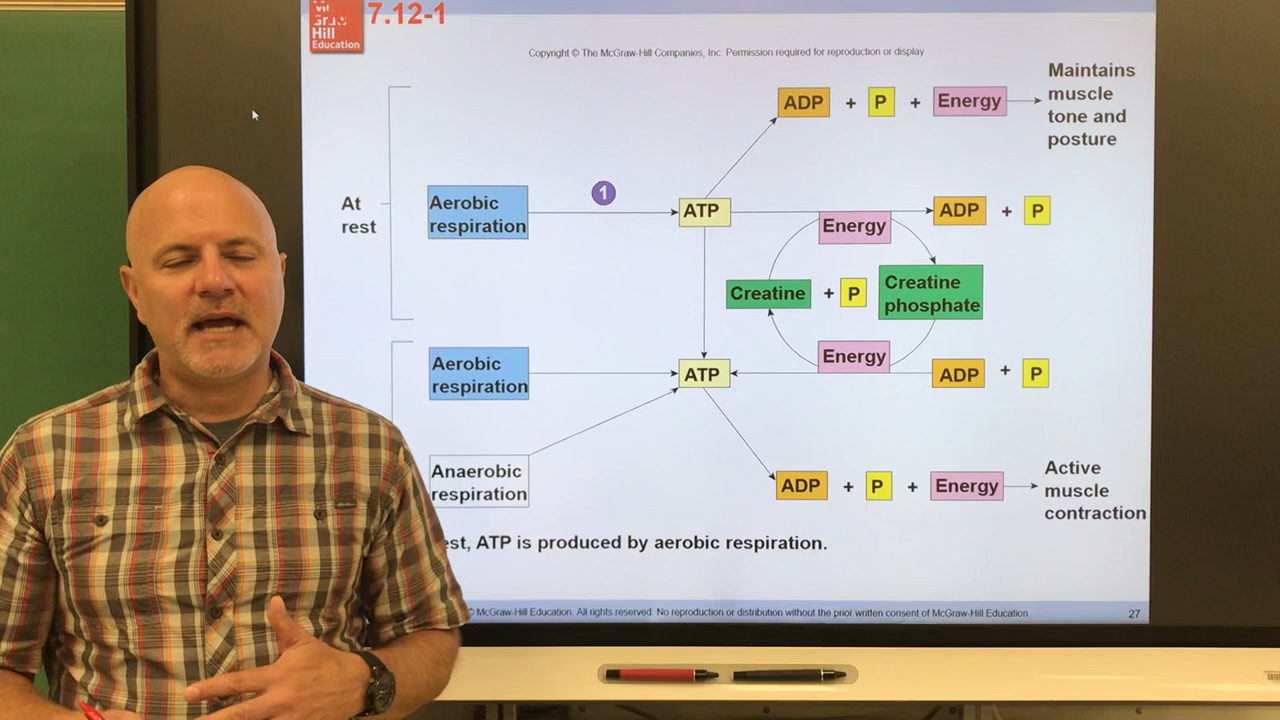 Mc
Graw
Hill
Education
7.12-1
Copyright © The McGraw-Hill Companies, Inc. Permission required for reproduction or display
Maintains
muscle
tone and
posture
ADP + P + Energy
At
rest
Aerobic
respiration
1
ATP
Energy
ADP + P
Creatine + P
Creatine
phosphate
Aerobic
respiration
ATP
Energy
ADP + P
Anaerobic
respiration
ADP + P + Energy
Active
muscle
contraction
est, ATP is produced by aerobic respiration.
© McGraw-Hill Education. All rights reserved. No reproduction or distribution without the prior written consent of McGraw-Hill Education
27